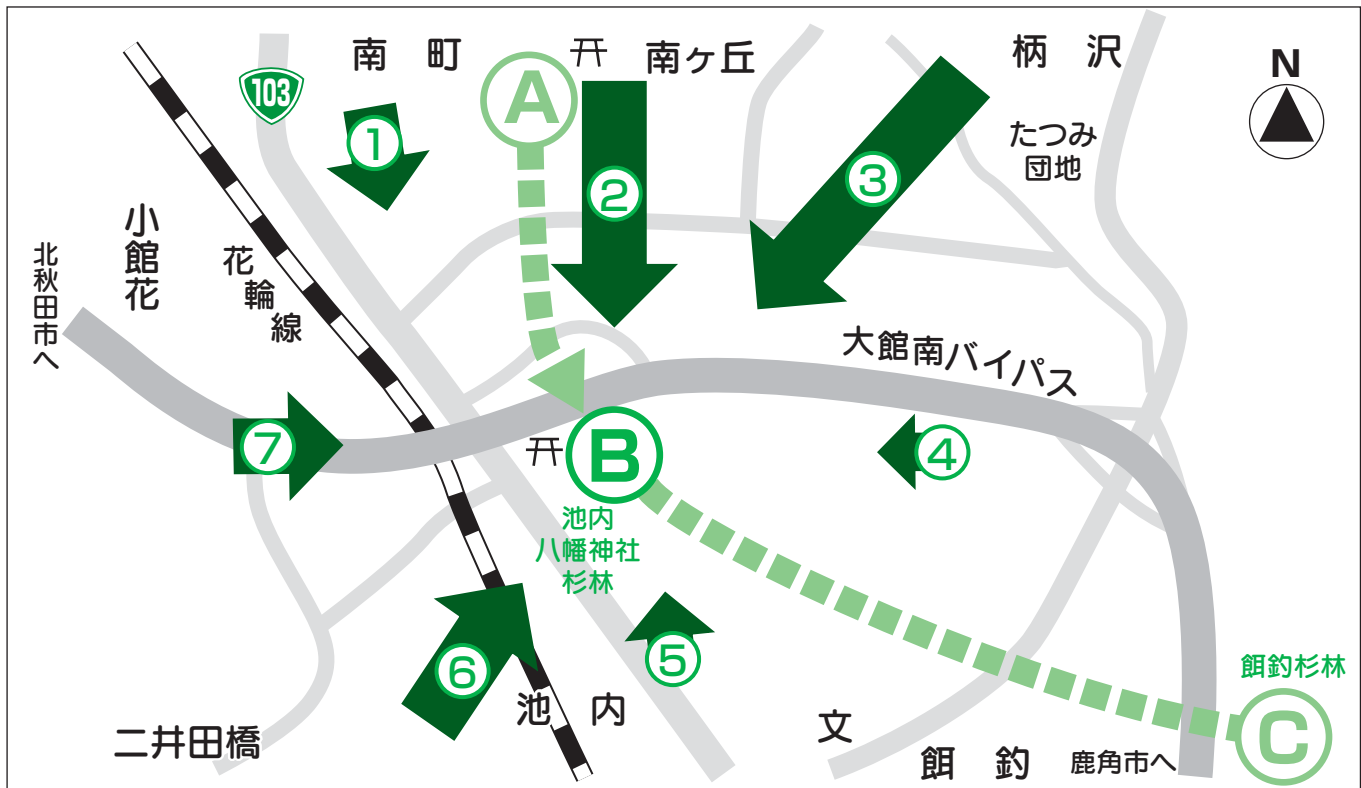 南町
南ヶ丘
柄沢
N
103
A
①
②
③
たつみ
団地
小館花
花輪線
北秋田市へ
大館南バイパス
⑦
B
④
池内
八幡神社
杉林
⑥
⑤
池内
餌釣杉林
C
二井田橋
文
餌釣
鹿角市へ